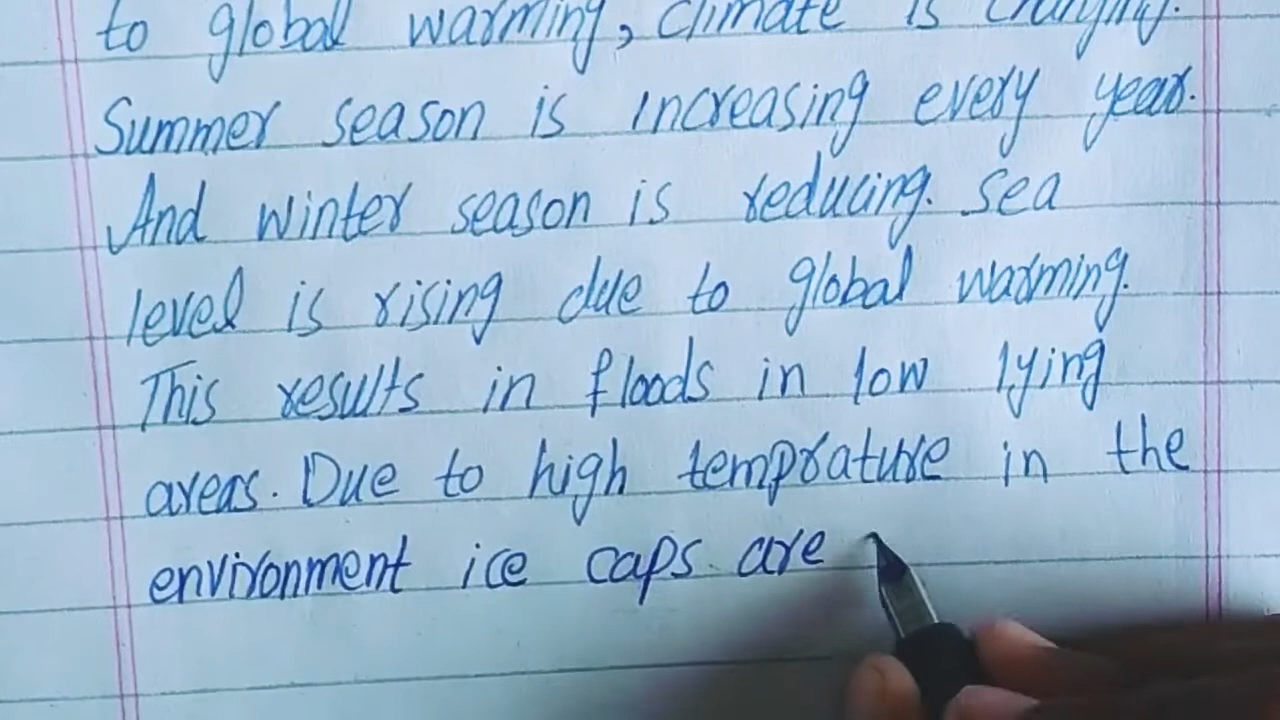 to global warming, climate is changing.
Summer season is increasing every year.
And winter season is reducing. Sea
level is rising due to global warming.
This results in floods in low lying
areas. Due to high temprature in the
environment ice caps are